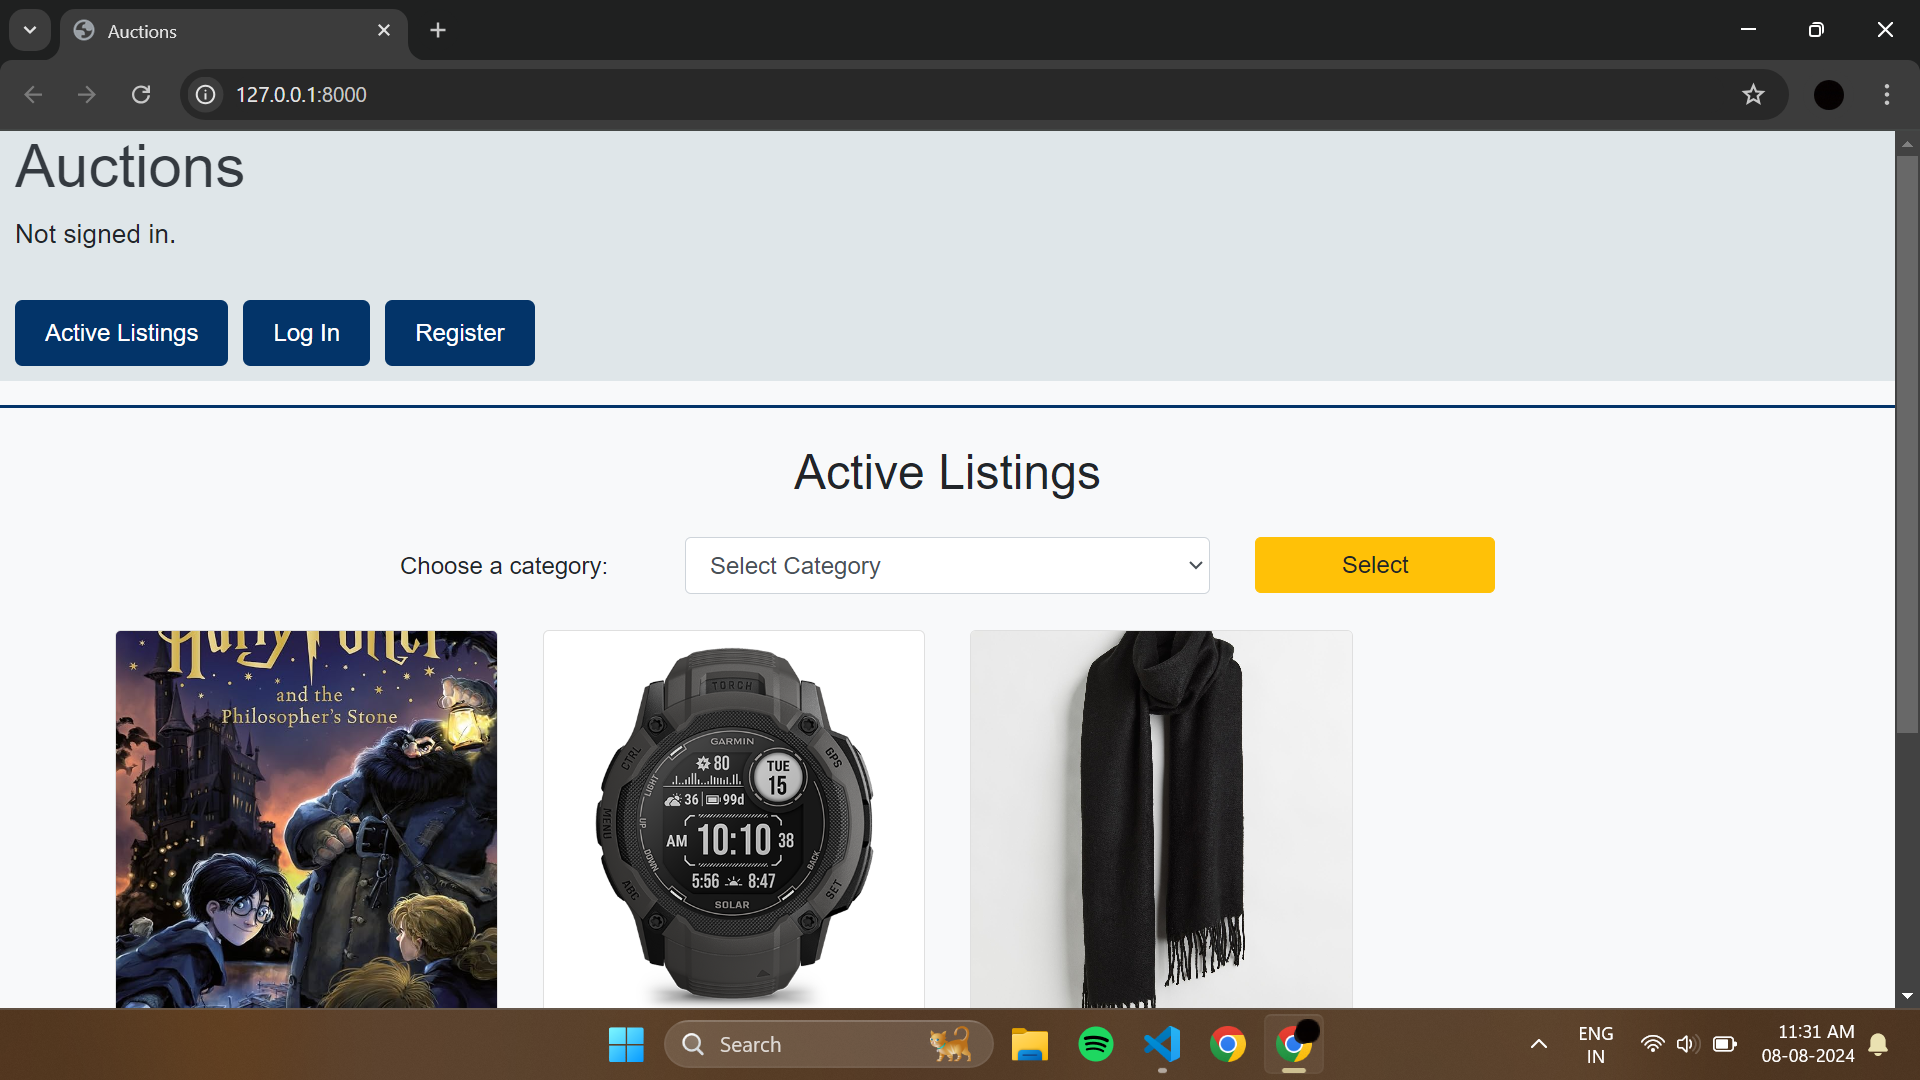 Auctions
127.0.0.1:8000
Auctions
Not signed in.
Active Listings
Log In
Register
Active Listings
Choose a category:
Select Category
Select
Harry Potter
and the
Philosopher's Stone
TORCH
GARMIN
CTRL
GPS
LIGHT
MENU
UP
DOWN
BACK
ABC
SET
80
TUE
15
36
99d
AM 10:10 38
5:56 8:47
SOLAR
Search
ENG
IN
11:31 AM
08-08-2024